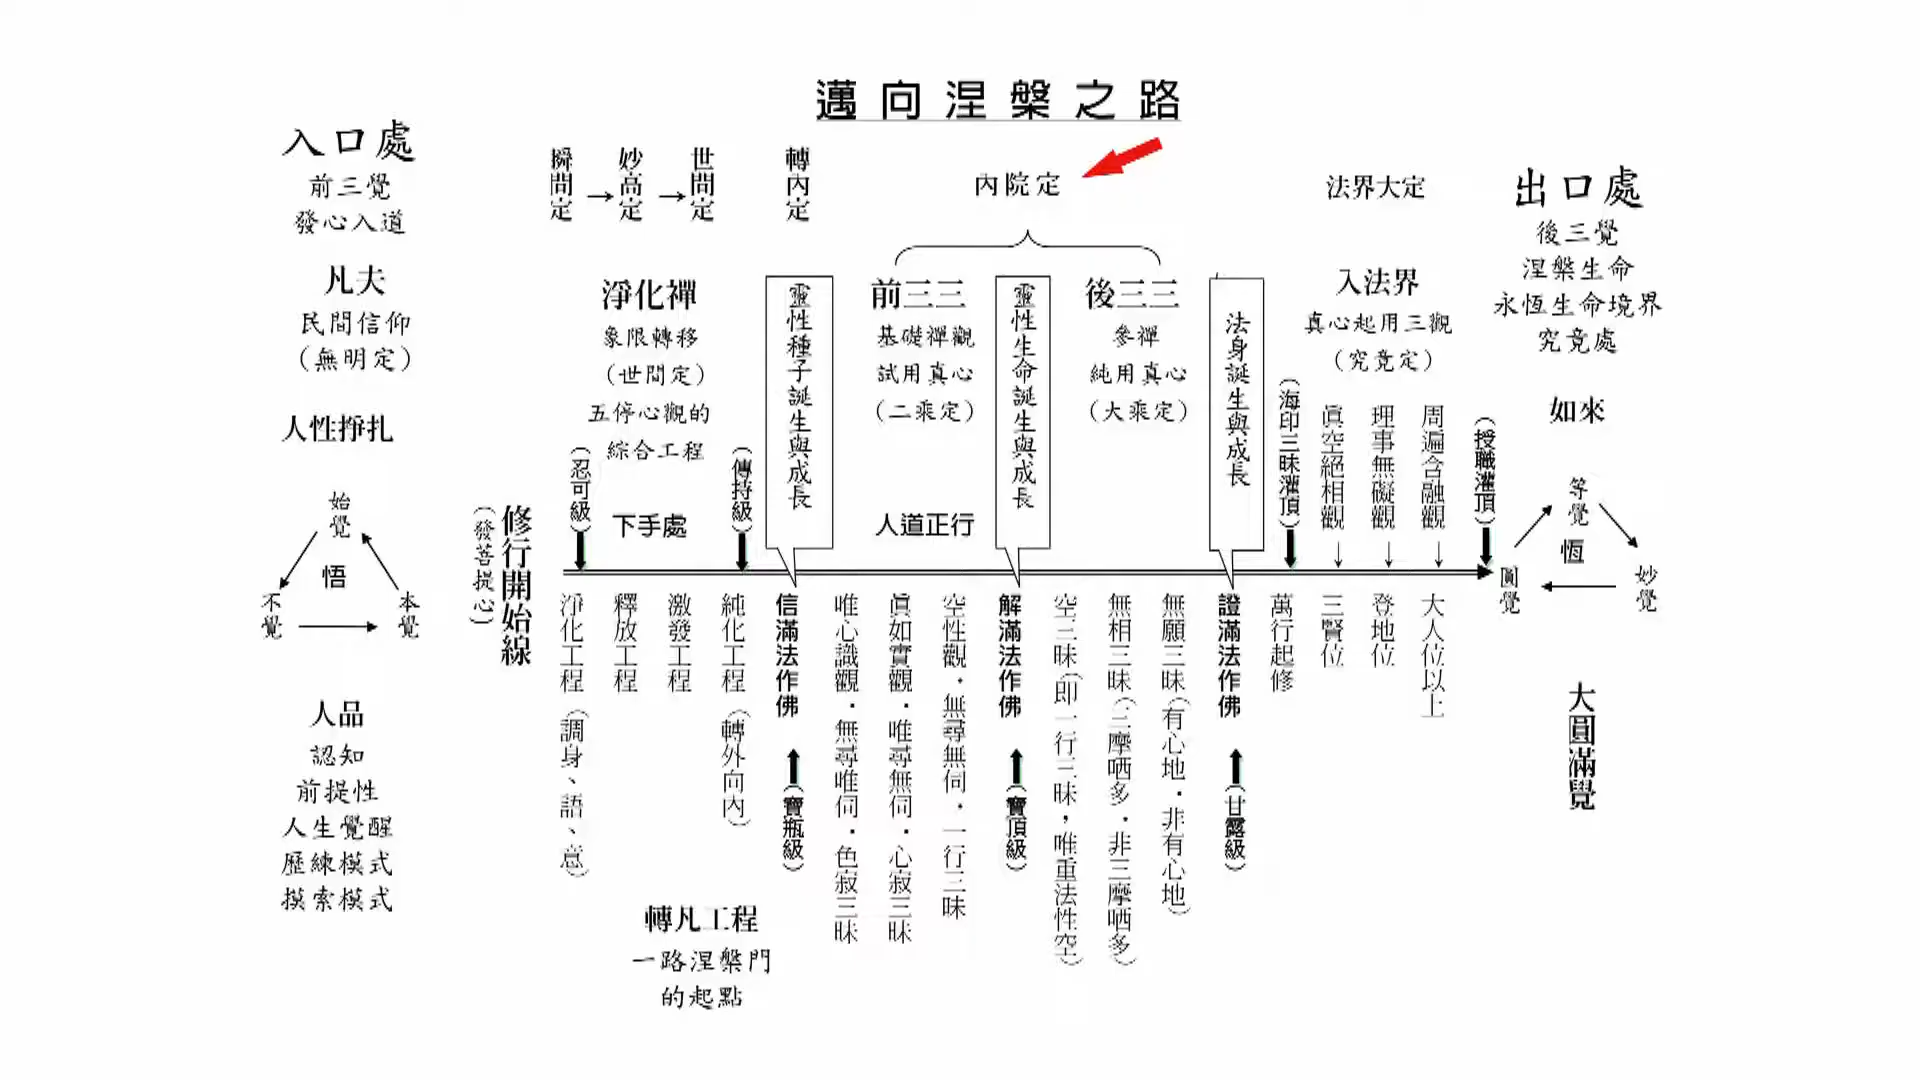 邁向涅槃之路
入口處
前三覺
發心入道
凡夫
民間信仰
（無明定）
人性掙扎
始覺
悟
不覺
本覺
人品
認知
前提性
人生覺醒
歷練模式
摸索模式
修行開始線
（發菩提心）
瞬間定
妙高定
世間定
轉內定
內院定
法界大定
淨化禪
象限轉移
（世間定）
五停心觀的
綜合工程
（忍可級）
下手處
（傳持級）
靈性種子誕生與成長
前三三
基礎禪觀
試用真心
（二乘定）
人道正行
靈性生命誕生與成長
後三三
參禪
純用真心
（大乘定）
法身誕生與成長
入法界
真心起用三觀
（究竟定）
（海印三昧灌頂）
真空絕相觀
理事無礙觀
周遍含融觀
（授職灌頂）
淨化工程（調身、語、意）
釋放工程
激發工程
純化工程（轉外向內）
信滿法作佛
（寶瓶級）
唯心識觀．無尋唯伺．色寂三昧
真如實觀．唯尋無伺．心寂三昧
空性觀．無尋無伺．一行三昧
解滿法作佛
（寶頂級）
空三昧（即一行三昧，唯重法性空）
無相三昧（三摩哂多．非三摩哂多）
無願三昧（有心地．非有心地）
證滿法作佛
（甘露級）
萬行起修
三賢位
登地位
大人位以上
轉凡工程
一路涅槃門
的起點
出口處
後三覺
涅槃生命
永恆生命境界
究竟處
如來
等覺
恆
圓覺
妙覺
大圓滿覺